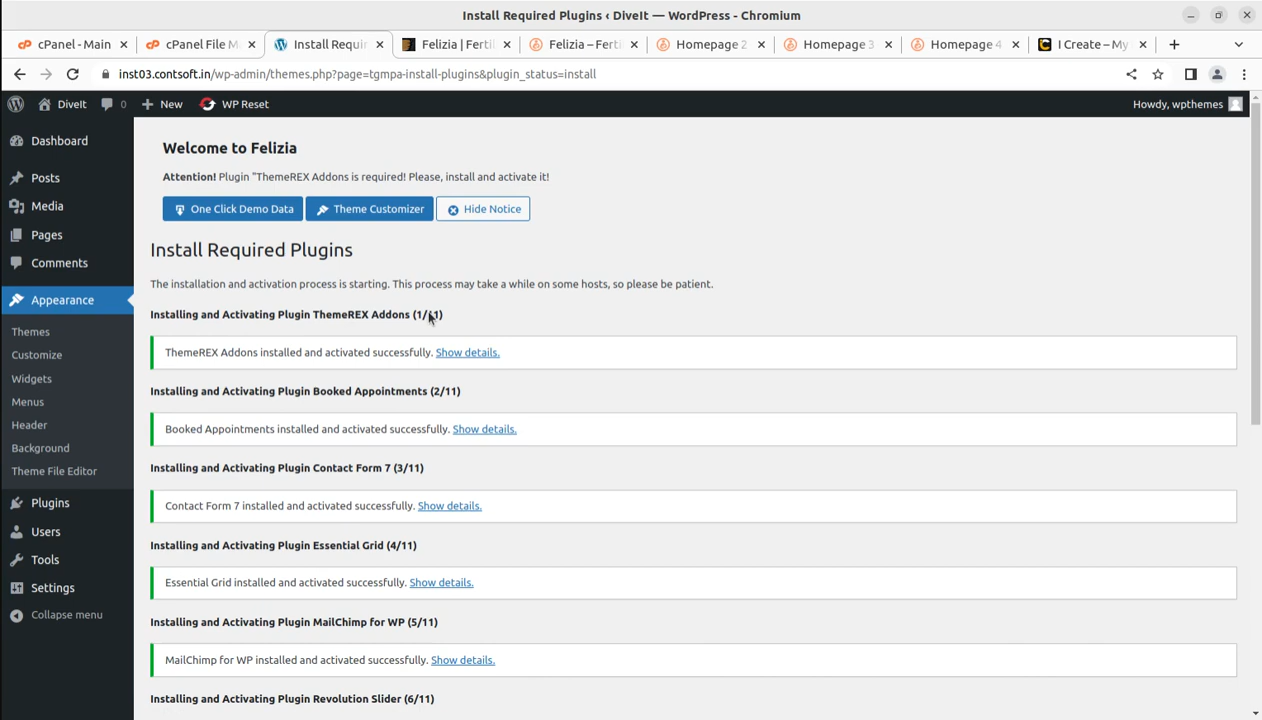 Install Required Plugins ‹ DiveIt — WordPress - Chromium
cPanel - Main
cPanel File M
Install Requir
Felizia | Fertil
Felizia – Ferti
Homepage 2
Homepage 3
Homepage 4
I Create – My
inst03.contsoft.in/wp-admin/themes.php?page=tgmpa-install-plugins&plugin_status=install
DiveIt
0
New
WP Reset
Howdy, wpthemes
Dashboard
Posts
Media
Pages
Comments
Appearance
Themes
Customize
Widgets
Menus
Header
Background
Theme File Editor
Plugins
Users
Tools
Settings
Collapse menu
Welcome to Felizia
Attention! Plugin "ThemeREX Addons is required! Please, install and activate it!
One Click Demo Data
Theme Customizer
Hide Notice
Install Required Plugins
The installation and activation process is starting. This process may take a while on some hosts, so please be patient.
Installing and Activating Plugin ThemeREX Addons (1/11)
ThemeREX Addons installed and activated successfully. Show details.
Installing and Activating Plugin Booked Appointments (2/11)
Booked Appointments installed and activated successfully. Show details.
Installing and Activating Plugin Contact Form 7 (3/11)
Contact Form 7 installed and activated successfully. Show details.
Installing and Activating Plugin Essential Grid (4/11)
Essential Grid installed and activated successfully. Show details.
Installing and Activating Plugin MailChimp for WP (5/11)
MailChimp for WP installed and activated successfully. Show details.
Installing and Activating Plugin Revolution Slider (6/11)